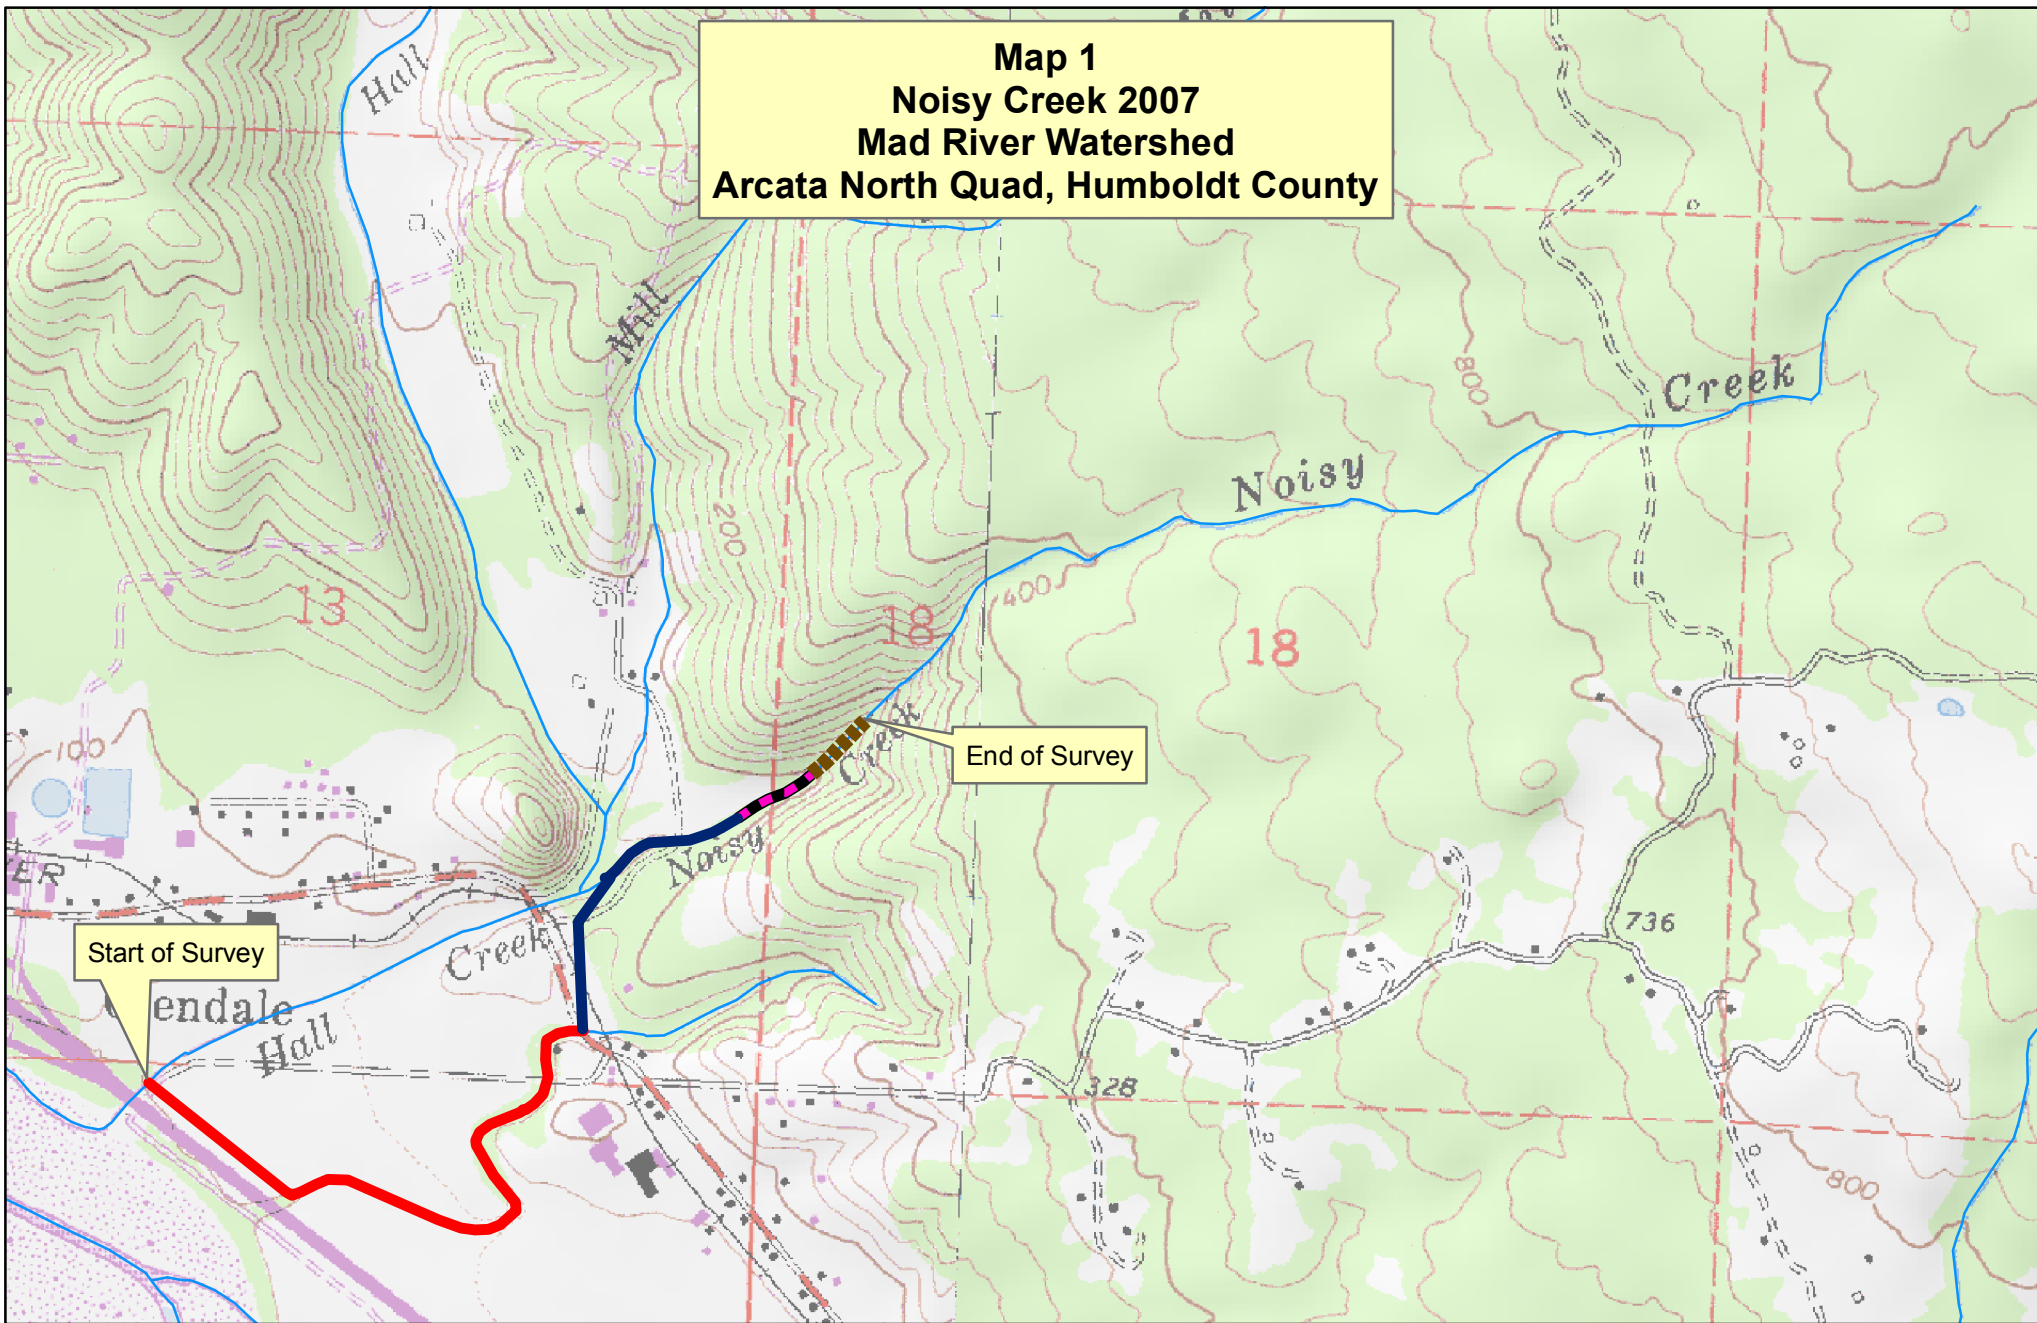 Map 1
Noisy Creek 2007
Mad River Watershed
Arcata North Quad, Humboldt County
Hall
Mill
Creek
800
Noisy
200
400
13
18
18
Creek
End of Survey
100
Noisy
ER
736
Creek
Start of Survey
endale
Hall
328
800